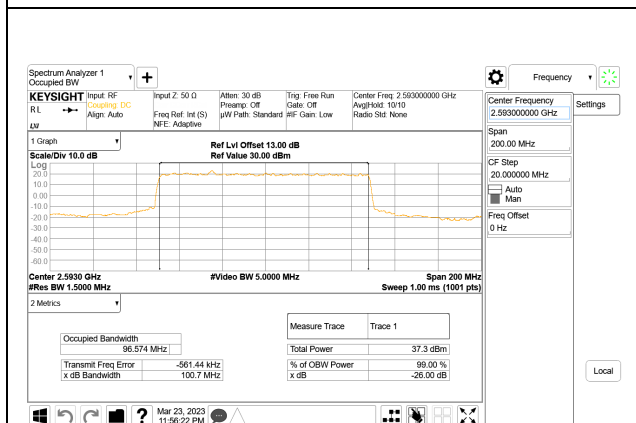 Spectrum Analyzer 1
Occupied BW
Frequency
KEYSIGHT
R L
LXI
Input: RF
Coupling: DC
Align: Auto
Input Z: 50 Ω
Freq Ref: Int (S)
NFE: Adaptive
Atten: 30 dB
Preamp: Off
µW Path: Standard
Trig: Free Run
Gate: Off
#IF Gain: Low
Center Freq: 2.593000000 GHz
Avg|Hold: 10/10
Radio Std: None
Center Frequency
2.593000000 GHz
Settings
Span
200.00 MHz
CF Step
20.000000 MHz
Auto
Man
Freq Offset
0 Hz
1 Graph
Scale/Div 10.0 dB
Ref Lvl Offset 13.00 dB
Ref Value 30.00 dBm
Log
20.0
10.0
0.00
-10.0
-20.0
-30.0
-40.0
-50.0
-60.0
Center 2.5930 GHz
#Video BW 5.0000 MHz
Span 200 MHz
#Res BW 1.5000 MHz
Sweep 1.00 ms (1001 pts)
2 Metrics
Measure Trace Trace 1
Occupied Bandwidth
96.574 MHz
Total Power 37.3 dBm
Transmit Freq Error -561.44 kHz
% of OBW Power 99.00 %
x dB Bandwidth 100.7 MHz
x dB -26.00 dB
Local
Mar 23, 2023
11:56:22 PM